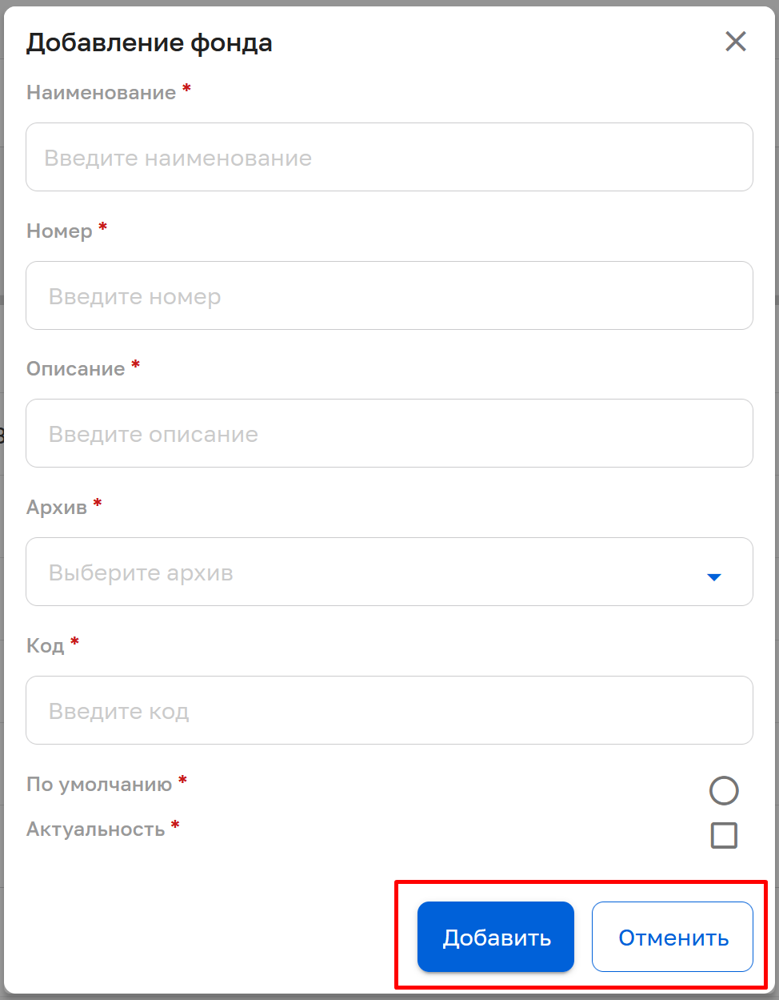 Добавление фонда
Наименование *
Введите наименование
Номер *
Введите номер
Описание *
Введите описание
Архив *
Выберите архив
Код *
Введите код
По умолчанию *
Актуальность *
Добавить Отменить